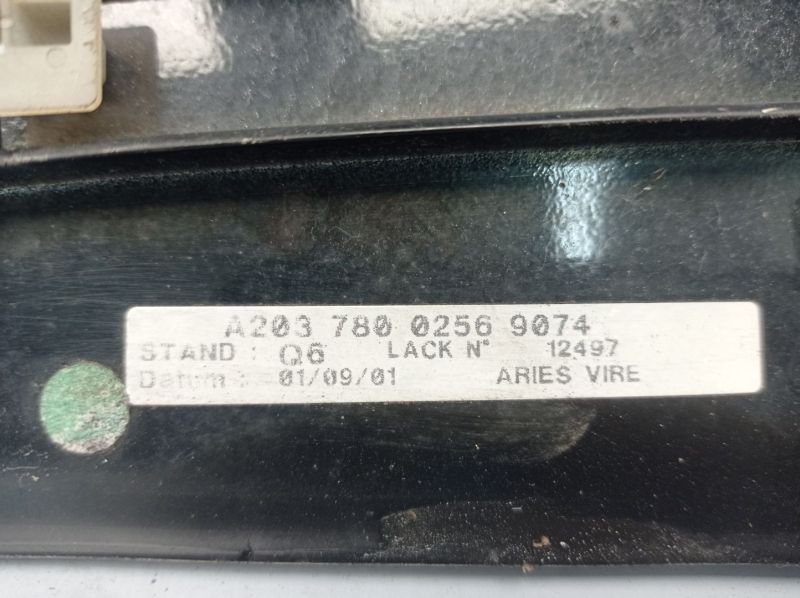 A203 780 0256 9074
STAND : Q6 LACK N° 12497
Datum : 01/09/01 ARIES VIRE